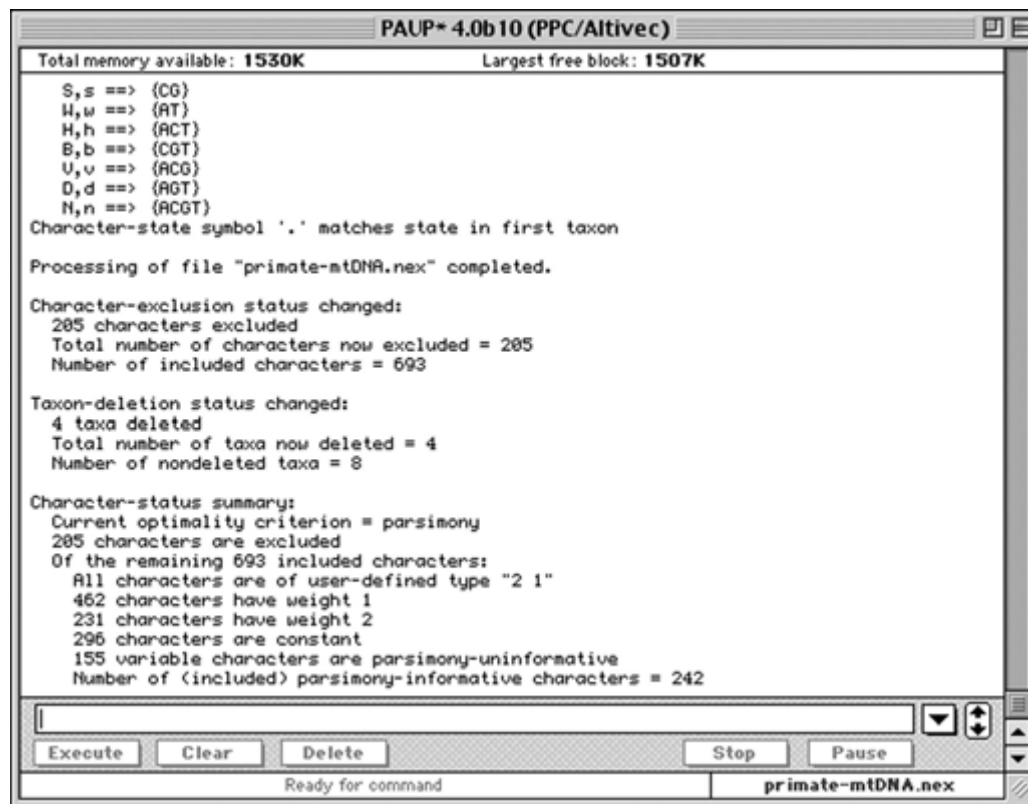 PAUP* 4.0b10 (PPC/Altivec)
Total memory available: 1530K Largest free block: 1507K
S,s ==> {CG}
W,w ==> {AT}
H,h ==> {ACT}
B,b ==> {CGT}
V,v ==> {ACG}
D,d ==> {AGT}
N,n ==> {ACGT}
Character-state symbol '.' matches state in first taxon
Processing of file "primate-mtDNA.nex" completed.
Character-exclusion status changed:
205 characters excluded
Total number of characters now excluded = 205
Number of included characters = 693
Taxon-deletion status changed:
4 taxa deleted
Total number of taxa now deleted = 4
Number of nondeleted taxa = 8
Character-status summary:
Current optimality criterion = parsimony
205 characters are excluded
Of the remaining 693 included characters:
All characters are of user-defined type "2 1"
462 characters have weight 1
231 characters have weight 2
296 characters are constant
155 variable characters are parsimony-uninformative
Number of (included) parsimony-informative characters = 242
Execute Clear Delete Stop Pause
Ready for command primate-mtDNA.nex